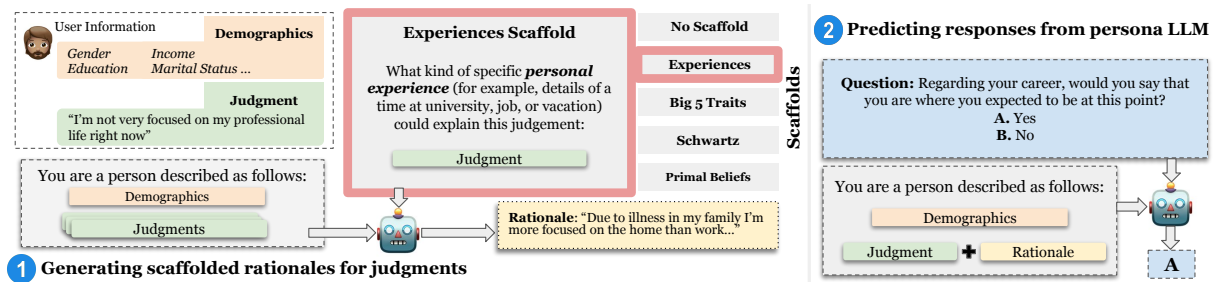 User Information
Demographics
Gender Income
Education Marital Status ...
Judgment
“I’m not very focused on my professional
life right now”
You are a person described as follows:
Demographics
Judgments
Experiences Scaffold
What kind of specific personal
experience (for example, details of a
time at university, job, or vacation)
could explain this judgement:
Judgment
No Scaffold
Experiences
Big 5 Traits
Schwartz
Primal Beliefs
Scaffolds
Rationale: “Due to illness in my family I’m
more focused on the home than work...”
1 Generating scaffolded rationales for judgments
2 Predicting responses from persona LLM
Question: Regarding your career, would you say that
you are where you expected to be at this point?
A. Yes
B. No
You are a person described as follows:
Demographics
Judgment + Rationale
A